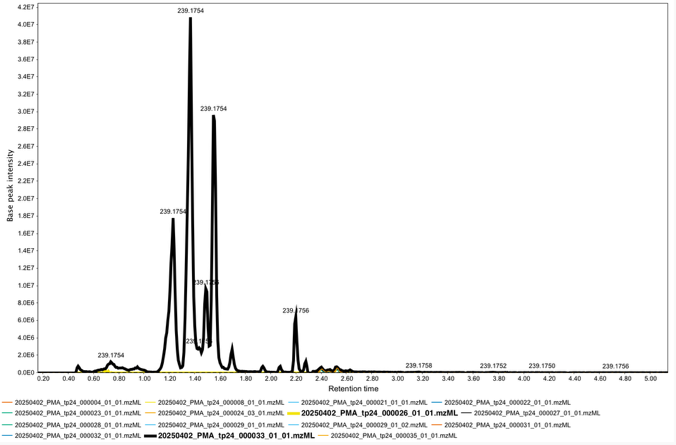 4.2E7
239.1754
4.0E7
3.8E7
3.6E7
3.4E7
3.2E7
239.1754
3.0E7
2.8E7
2.6E7
2.4E7
2.2E7
2.0E7
239.1754
1.8E7
1.6E7
1.4E7
1.2E7
1.0E7
8.0E6
239.1756
6.0E6
4.0E6
239.1754
2.0E6
239.1758 239.1752 239.1750 239.1756
0.0E0
Base peak intensity
0.20 0.40 0.60 0.80 1.00 1.20 1.40 1.60 1.80 2.00 2.20 2.40 2.60 2.80 3.00 3.20 3.40 3.60 3.80 4.00 4.20 4.40 4.60 4.80 5.00
Retention time
20250402_PMA_tp24_000004_01_01.mzML 20250402_PMA_tp24_000008_01_01.mzML 20250402_PMA_tp24_000021_01_01.mzML 20250402_PMA_tp24_000022_01_01.mzML
20250402_PMA_tp24_000023_01_01.mzML 20250402_PMA_tp24_000024_03_01.mzML 20250402_PMA_tp24_000026_01_01.mzML 20250402_PMA_tp24_000027_01_01.mzML
20250402_PMA_tp24_000028_01_01.mzML 20250402_PMA_tp24_000029_01_01.mzML 20250402_PMA_tp24_000029_01_02.mzML 20250402_PMA_tp24_000031_01_01.mzML
20250402_PMA_tp24_000032_01_01.mzML 20250402_PMA_tp24_000033_01_01.mzML 20250402_PMA_tp24_000035_01_01.mzML